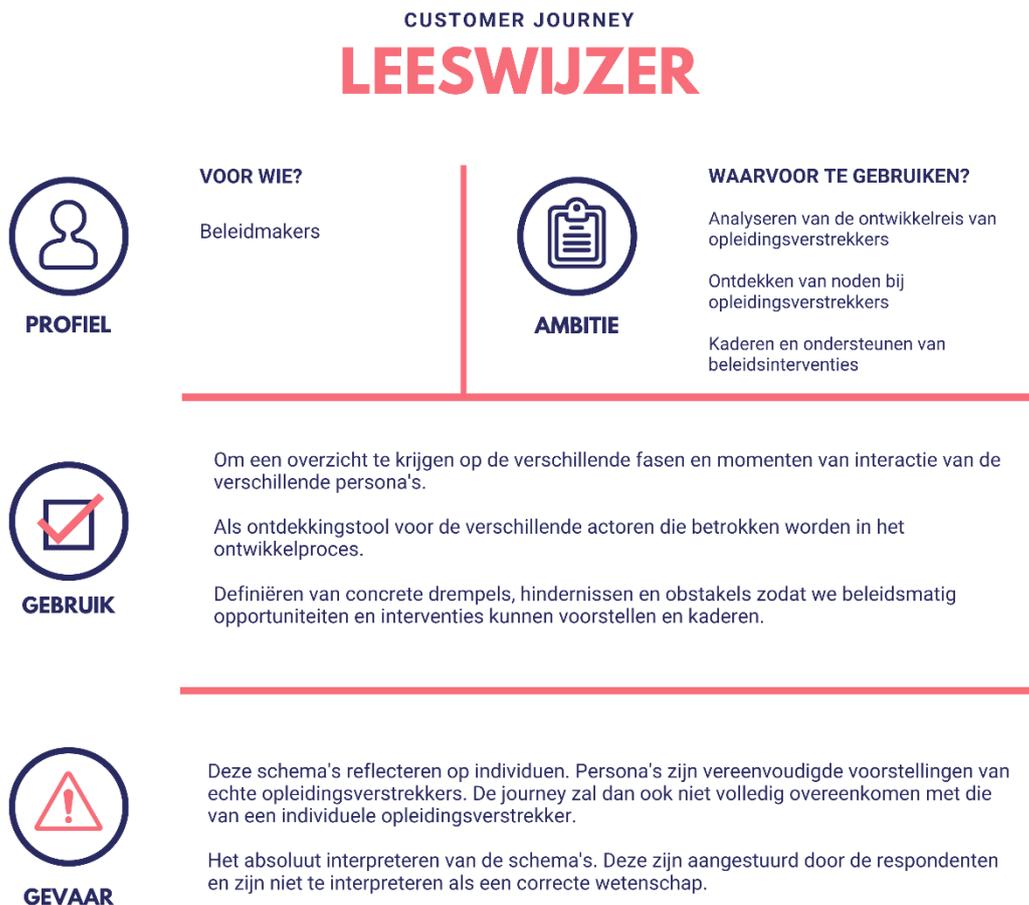 CUSTOMER JOURNEY
LEESWIJZER
PROFIEL
VOOR WIE?
Beleidmakers
AMBITIE
WAARVOOR TE GEBRUIKEN?
Analyseren van de ontwikkelreis van
opleidingsverstrekkers
Ontdekken van noden bij
opleidingsverstrekkers
Kaderen en ondersteunen van
beleidsinterventies
GEBRUIK
Om een overzicht te krijgen op de verschillende fasen en momenten van interactie van de
verschillende persona's.
Als ontdekkingstool voor de verschillende actoren die betrokken worden in het
ontwikkelproces.
Definiëren van concrete drempels, hindernissen en obstakels zodat we beleidsmatig
opportuniteiten en interventies kunnen voorstellen en kaderen.
GEVAAR
Deze schema's reflecteren op individuen. Persona's zijn vereenvoudigde voorstellingen van
echte opleidingsverstrekkers. De journey zal dan ook niet volledig overeenkomen met die
van een individuele opleidingsverstrekker.
Het absoluut interpreteren van de schema's. Deze zijn aangestuurd door de respondenten
en zijn niet te interpreteren als een correcte wetenschap.